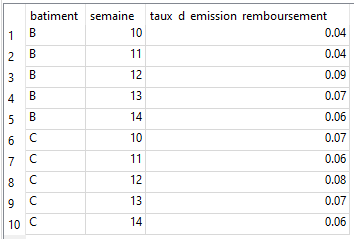 batiment semaine taux d emission remboursement
1 B 10 0.04
2 B 11 0.04
3 B 12 0.09
4 B 13 0.07
5 B 14 0.06
6 C 10 0.07
7 C 11 0.06
8 C 12 0.08
9 C 13 0.07
10 C 14 0.06